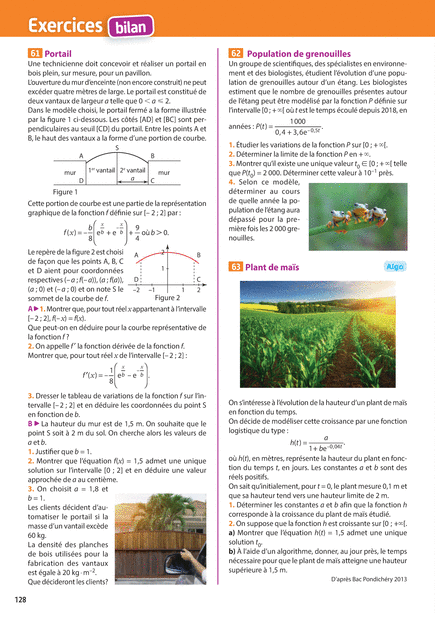 Exercices bilan
61 Portail
Une technicienne doit concevoir et réaliser un portail en
bois plein, sur mesure, pour un pavillon.
L'ouverture du mur d'enceinte (non encore construit) ne peut
excéder quatre mètres de large. Le portail est constitué de
deux vantaux de largeur a telle que 0 < a ⩽ 2.
Dans le modèle choisi, le portail fermé a la forme illustrée
par la figure 1 ci-dessous. Les côtés [AD] et [BC] sont per-
pendiculaires au seuil [CD] du portail. Entre les points A et
B, le haut des vantaux a la forme d'une portion de courbe.
S
A B
mur 1er vantail 2e vantail mur
D a C
Figure 1
Cette portion de courbe est une partie de la représentation
graphique de la fonction f définie sur [– 2 ; 2] par :
f(x) = – b/8 (e^(x/b) + e^(–x/b)) + 9/4 où b > 0.
Le repère de la figure 2 est choisi
de façon que les points A, B, C
et D aient pour coordonnées
respectives (– a ; f(– a)), (a ; f(a)),
(a ; 0) et (– a ; 0) et on note S le
sommet de la courbe de f.
A 2 B
1
D C
–2 –1 1 2
Figure 2
A ▶ 1. Montrer que, pour tout réel x appartenant à l'intervalle
[– 2 ; 2], f(– x) = f(x).
Que peut-on en déduire pour la courbe représentative de
la fonction f ?
2. On appelle f' la fonction dérivée de la fonction f.
Montrer que, pour tout réel x de l'intervalle [– 2 ; 2] :
f'(x) = – 1/8 (e^(x/b) – e^(–x/b)).
3. Dresser le tableau de variations de la fonction f sur l'in-
tervalle [– 2 ; 2] et en déduire les coordonnées du point S
en fonction de b.
B ▶ La hauteur du mur est de 1,5 m. On souhaite que le
point S soit à 2 m du sol. On cherche alors les valeurs de
a et b.
1. Justifier que b = 1.
2. Montrer que l'équation f(x) = 1,5 admet une unique
solution sur l'intervalle [0 ; 2] et en déduire une valeur
approchée de a au centième.
3. On choisit a = 1,8 et
b = 1.
Les clients décident d'au-
tomatiser le portail si la
masse d'un vantail excède
60 kg.
La densité des planches
de bois utilisées pour la
fabrication des vantaux
est égale à 20 kg · m–2.
Que décideront les clients?
62 Population de grenouilles
Un groupe de scientifiques, des spécialistes en environne-
ment et des biologistes, étudient l'évolution d'une popu-
lation de grenouilles autour d'un étang. Les biologistes
estiment que le nombre de grenouilles présentes autour
de l'étang peut être modélisé par la fonction P définie sur
l'intervalle [0 ; +∞[ où t est le temps écoulé depuis 2018, en
années : P(t) = 1000/(0,4 + 3,6e^(–0,5t)).
1. Étudier les variations de la fonction P sur [0 ; +∞[.
2. Déterminer la limite de la fonction P en +∞.
3. Montrer qu'il existe une unique valeur t0 ∈ [0 ; +∞[ telle
que P(t0) = 2 000. Déterminer cette valeur à 10–1 près.
4. Selon ce modèle,
déterminer au cours
de quelle année la po-
pulation de l'étang aura
dépassé pour la pre-
mière fois les 2 000 gre-
nouilles.
63 Plant de maïs Algo
On s'intéresse à l'évolution de la hauteur d'un plant de maïs
en fonction du temps.
On décide de modéliser cette croissance par une fonction
logistique du type :
h(t) = a/(1 + be^(–0,04t)),
où h(t), en mètres, représente la hauteur du plant en fonc-
tion du temps t, en jours. Les constantes a et b sont des
réels positifs.
On sait qu'initialement, pour t = 0, le plant mesure 0,1 m et
que sa hauteur tend vers une hauteur limite de 2 m.
1. Déterminer les constantes a et b afin que la fonction h
corresponde à la croissance du plant de maïs étudié.
2. On suppose que la fonction h est croissante sur [0 ; +∞[.
a) Montrer que l'équation h(t) = 1,5 admet une unique
solution t0.
b) À l'aide d'un algorithme, donner, au jour près, le temps
nécessaire pour que le plant de maïs atteigne une hauteur
supérieure à 1,5 m.
D'après Bac Pondichéry 2013
128